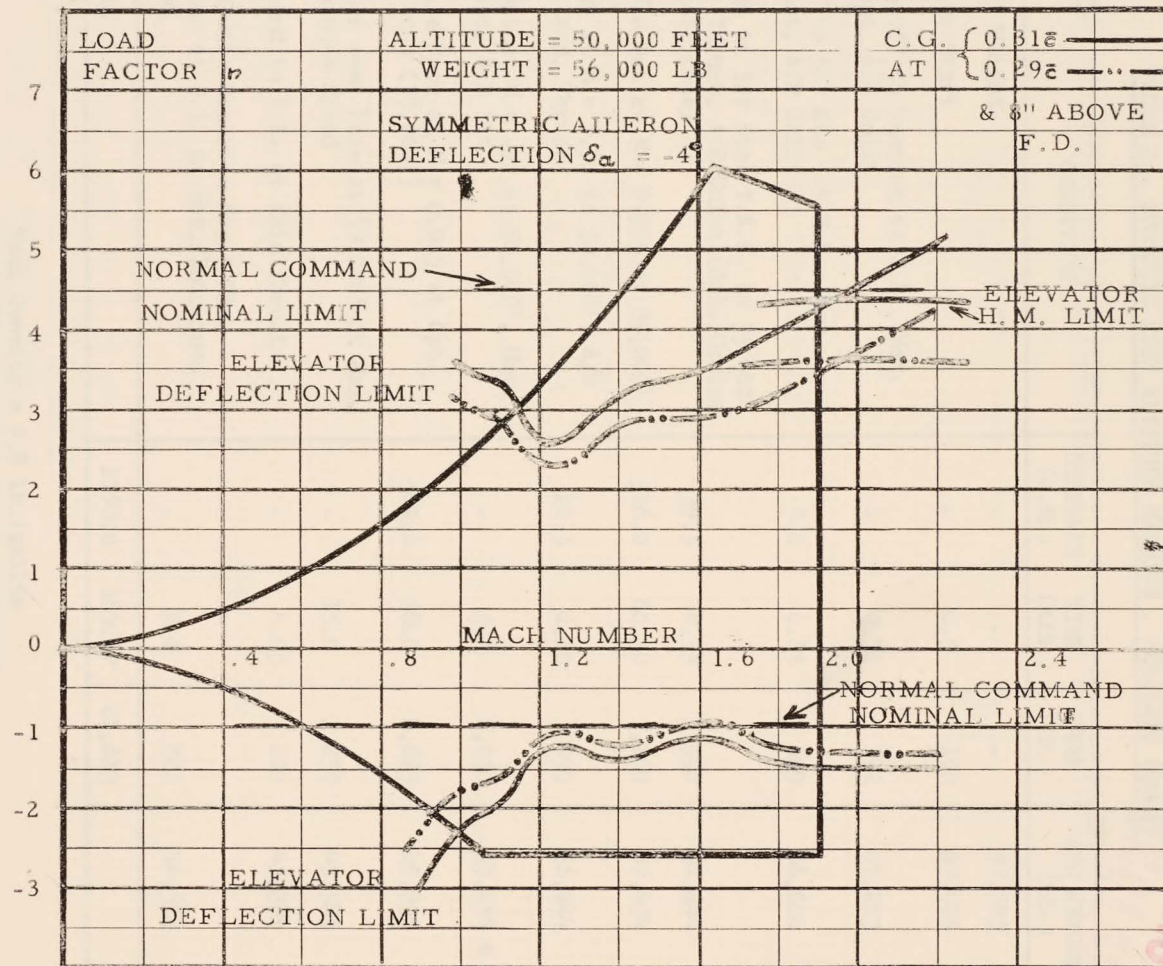 LOAD
FACTOR n
ALTITUDE = 50,000 FEET
WEIGHT = 56,000 LB
C.G. { 0.31c̄
AT { 0.29c̄
& 8" ABOVE
F.D.
SYMMETRIC AILERON
DEFLECTION δa = -4°
7
6
5
4
3
2
1
0
-1
-2
-3
NORMAL COMMAND
NOMINAL LIMIT
ELEVATOR
H.M. LIMIT
ELEVATOR
DEFLECTION LIMIT
MACH NUMBER
.4 .8 1.2 1.6 2.0 2.4
NORMAL COMMAND
NOMINAL LIMIT
ELEVATOR
DEFLECTION LIMIT